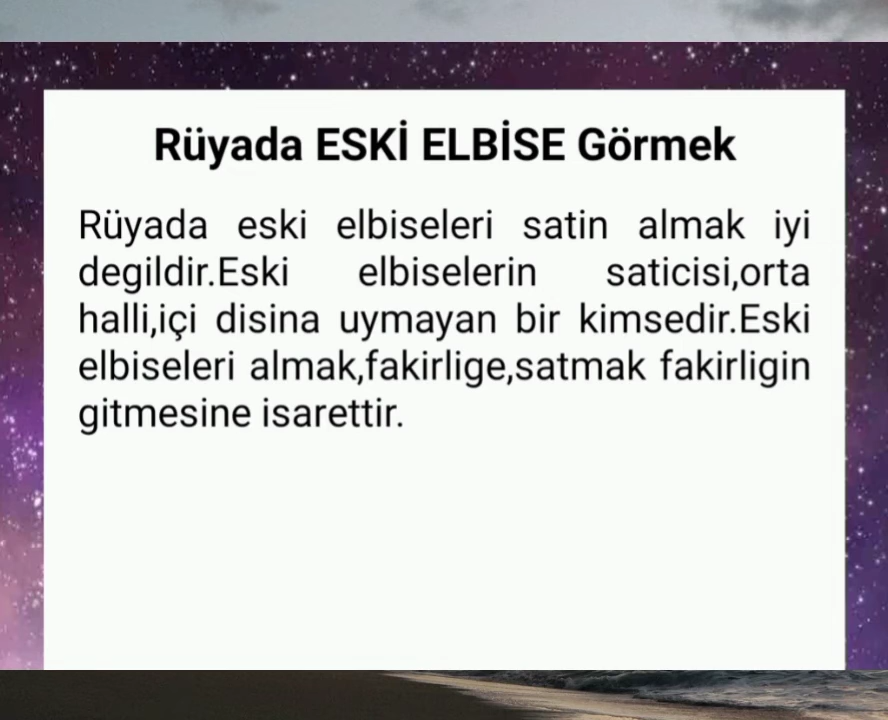 Rüyada ESKİ ELBİSE Görmek
Rüyada eski elbiseleri satin almak iyi
degildir.Eski elbiselerin saticisi,orta
halli,içi disina uymayan bir kimsedir.Eski
elbiseleri almak,fakirlige,satmak fakirligin
gitmesine isarettir.